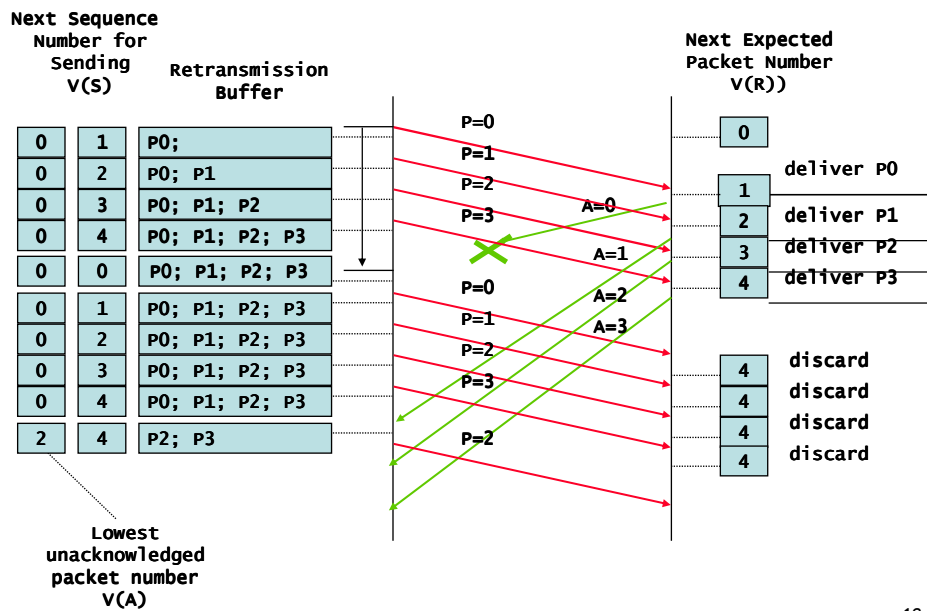 Next Sequence
Number for
Sending
V(S)
Retransmission
Buffer
Next Expected
Packet Number
V(R))
0 1 P0;
0 2 P0; P1
0 3 P0; P1; P2
0 4 P0; P1; P2; P3
0 0 P0; P1; P2; P3
0 1 P0; P1; P2; P3
0 2 P0; P1; P2; P3
0 3 P0; P1; P2; P3
0 4 P0; P1; P2; P3
2 4 P2; P3
Lowest
unacknowledged
packet number
V(A)
P=0
P=1
P=2
P=3
A=0
A=1
A=2
A=3
P=0
P=1
P=2
P=3
P=2
0
1 deliver P0
2 deliver P1
3 deliver P2
4 deliver P3
4 discard
4 discard
4 discard
4 discard